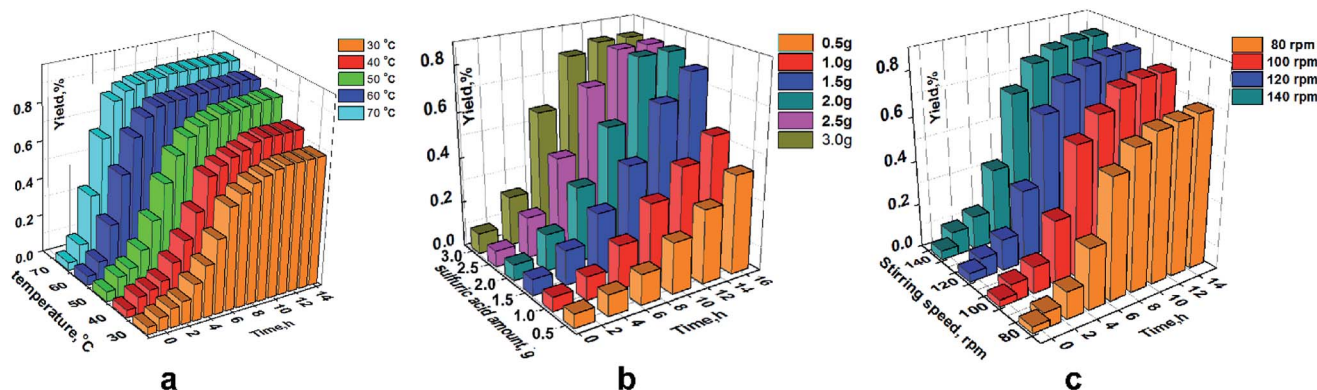 30 °C
40 °C
50 °C
60 °C
70 °C
Yield,%
0.8
0.6
0.4
0.2
0.0
70
60
50
40
30
temperature, °C
0
2
4
6
8
10
12
14
Time,h
a
0.5g
1.0g
1.5g
2.0g
2.5g
3.0g
Yield,%
0.8
0.6
0.4
0.2
0.0
3.0
2.5
2.0
1.5
1.0
0.5
sulfuric acid amount, g
0
2
4
6
8
10
12
14
16
Time,h
b
80 rpm
100 rpm
120 rpm
140 rpm
Yield,%
0.8
0.6
0.4
0.2
0.0
140
120
100
80
Stirring speed, rpm
0
2
4
6
8
10
12
14
Time,h
c